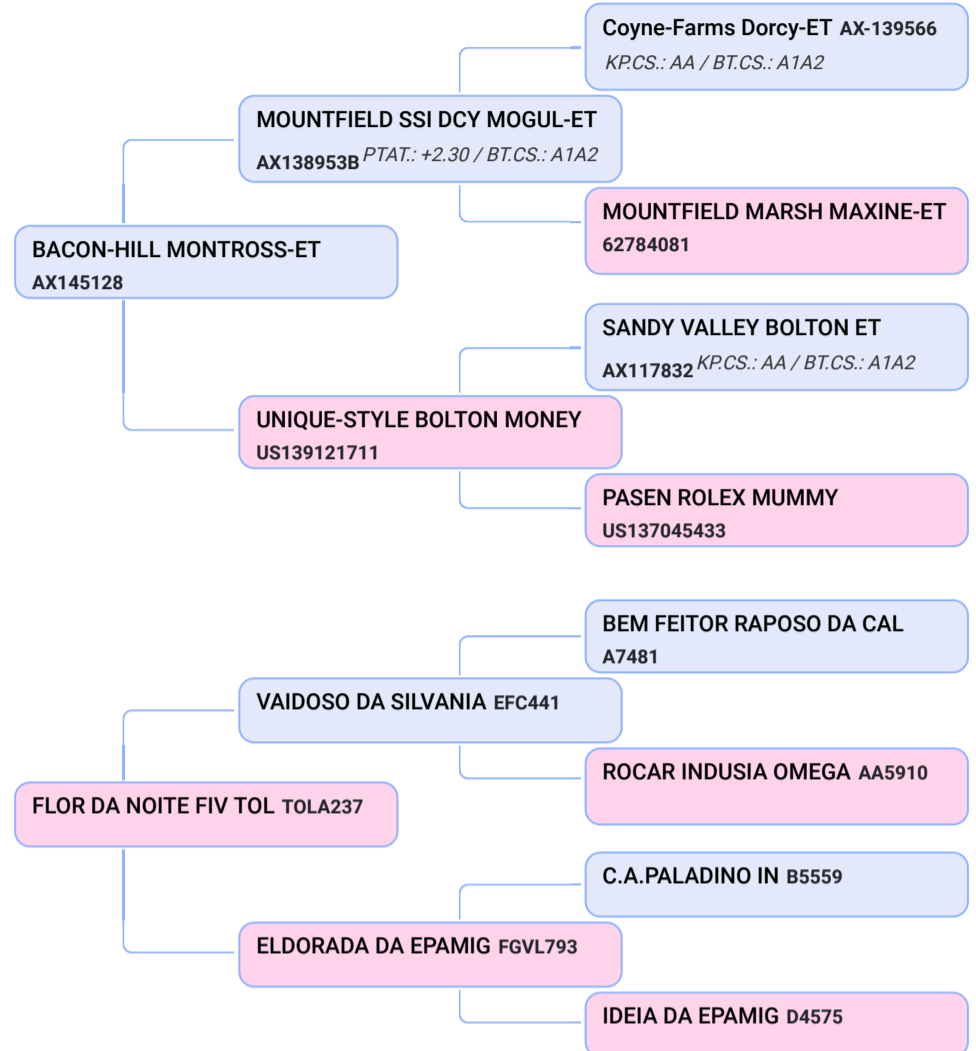 Coyne-Farms Dorcy-ET AX-139566
KP.CS.: AA / BT.CS.: A1A2
MOUNTFIELD SSI DCY MOGUL-ET
AX138953B PTAT.: +2.30 / BT.CS.: A1A2
MOUNTFIELD MARSH MAXINE-ET
62784081
BACON-HILL MONTROSS-ET
AX145128
SANDY VALLEY BOLTON ET
AX117832 KP.CS.: AA / BT.CS.: A1A2
UNIQUE-STYLE BOLTON MONEY
US139121711
PASEN ROLEX MUMMY
US137045433
BEM FEITOR RAPOSO DA CAL
A7481
VAIDOSO DA SILVANIA EFC441
ROCAR INDUSIA OMEGA AA5910
FLOR DA NOITE FIV TOL TOLA237
C.A.PALADINO IN B5559
ELDORADA DA EPAMIG FGVL793
IDEIA DA EPAMIG D4575